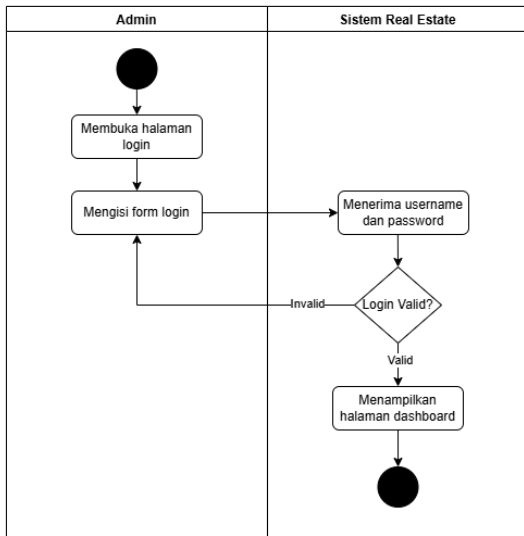 Admin
Sistem Real Estate
Membuka halaman
login
Mengisi form login
Menerima username
dan password
Login Valid?
Invalid
Valid
Menampilkan
halaman dashboard